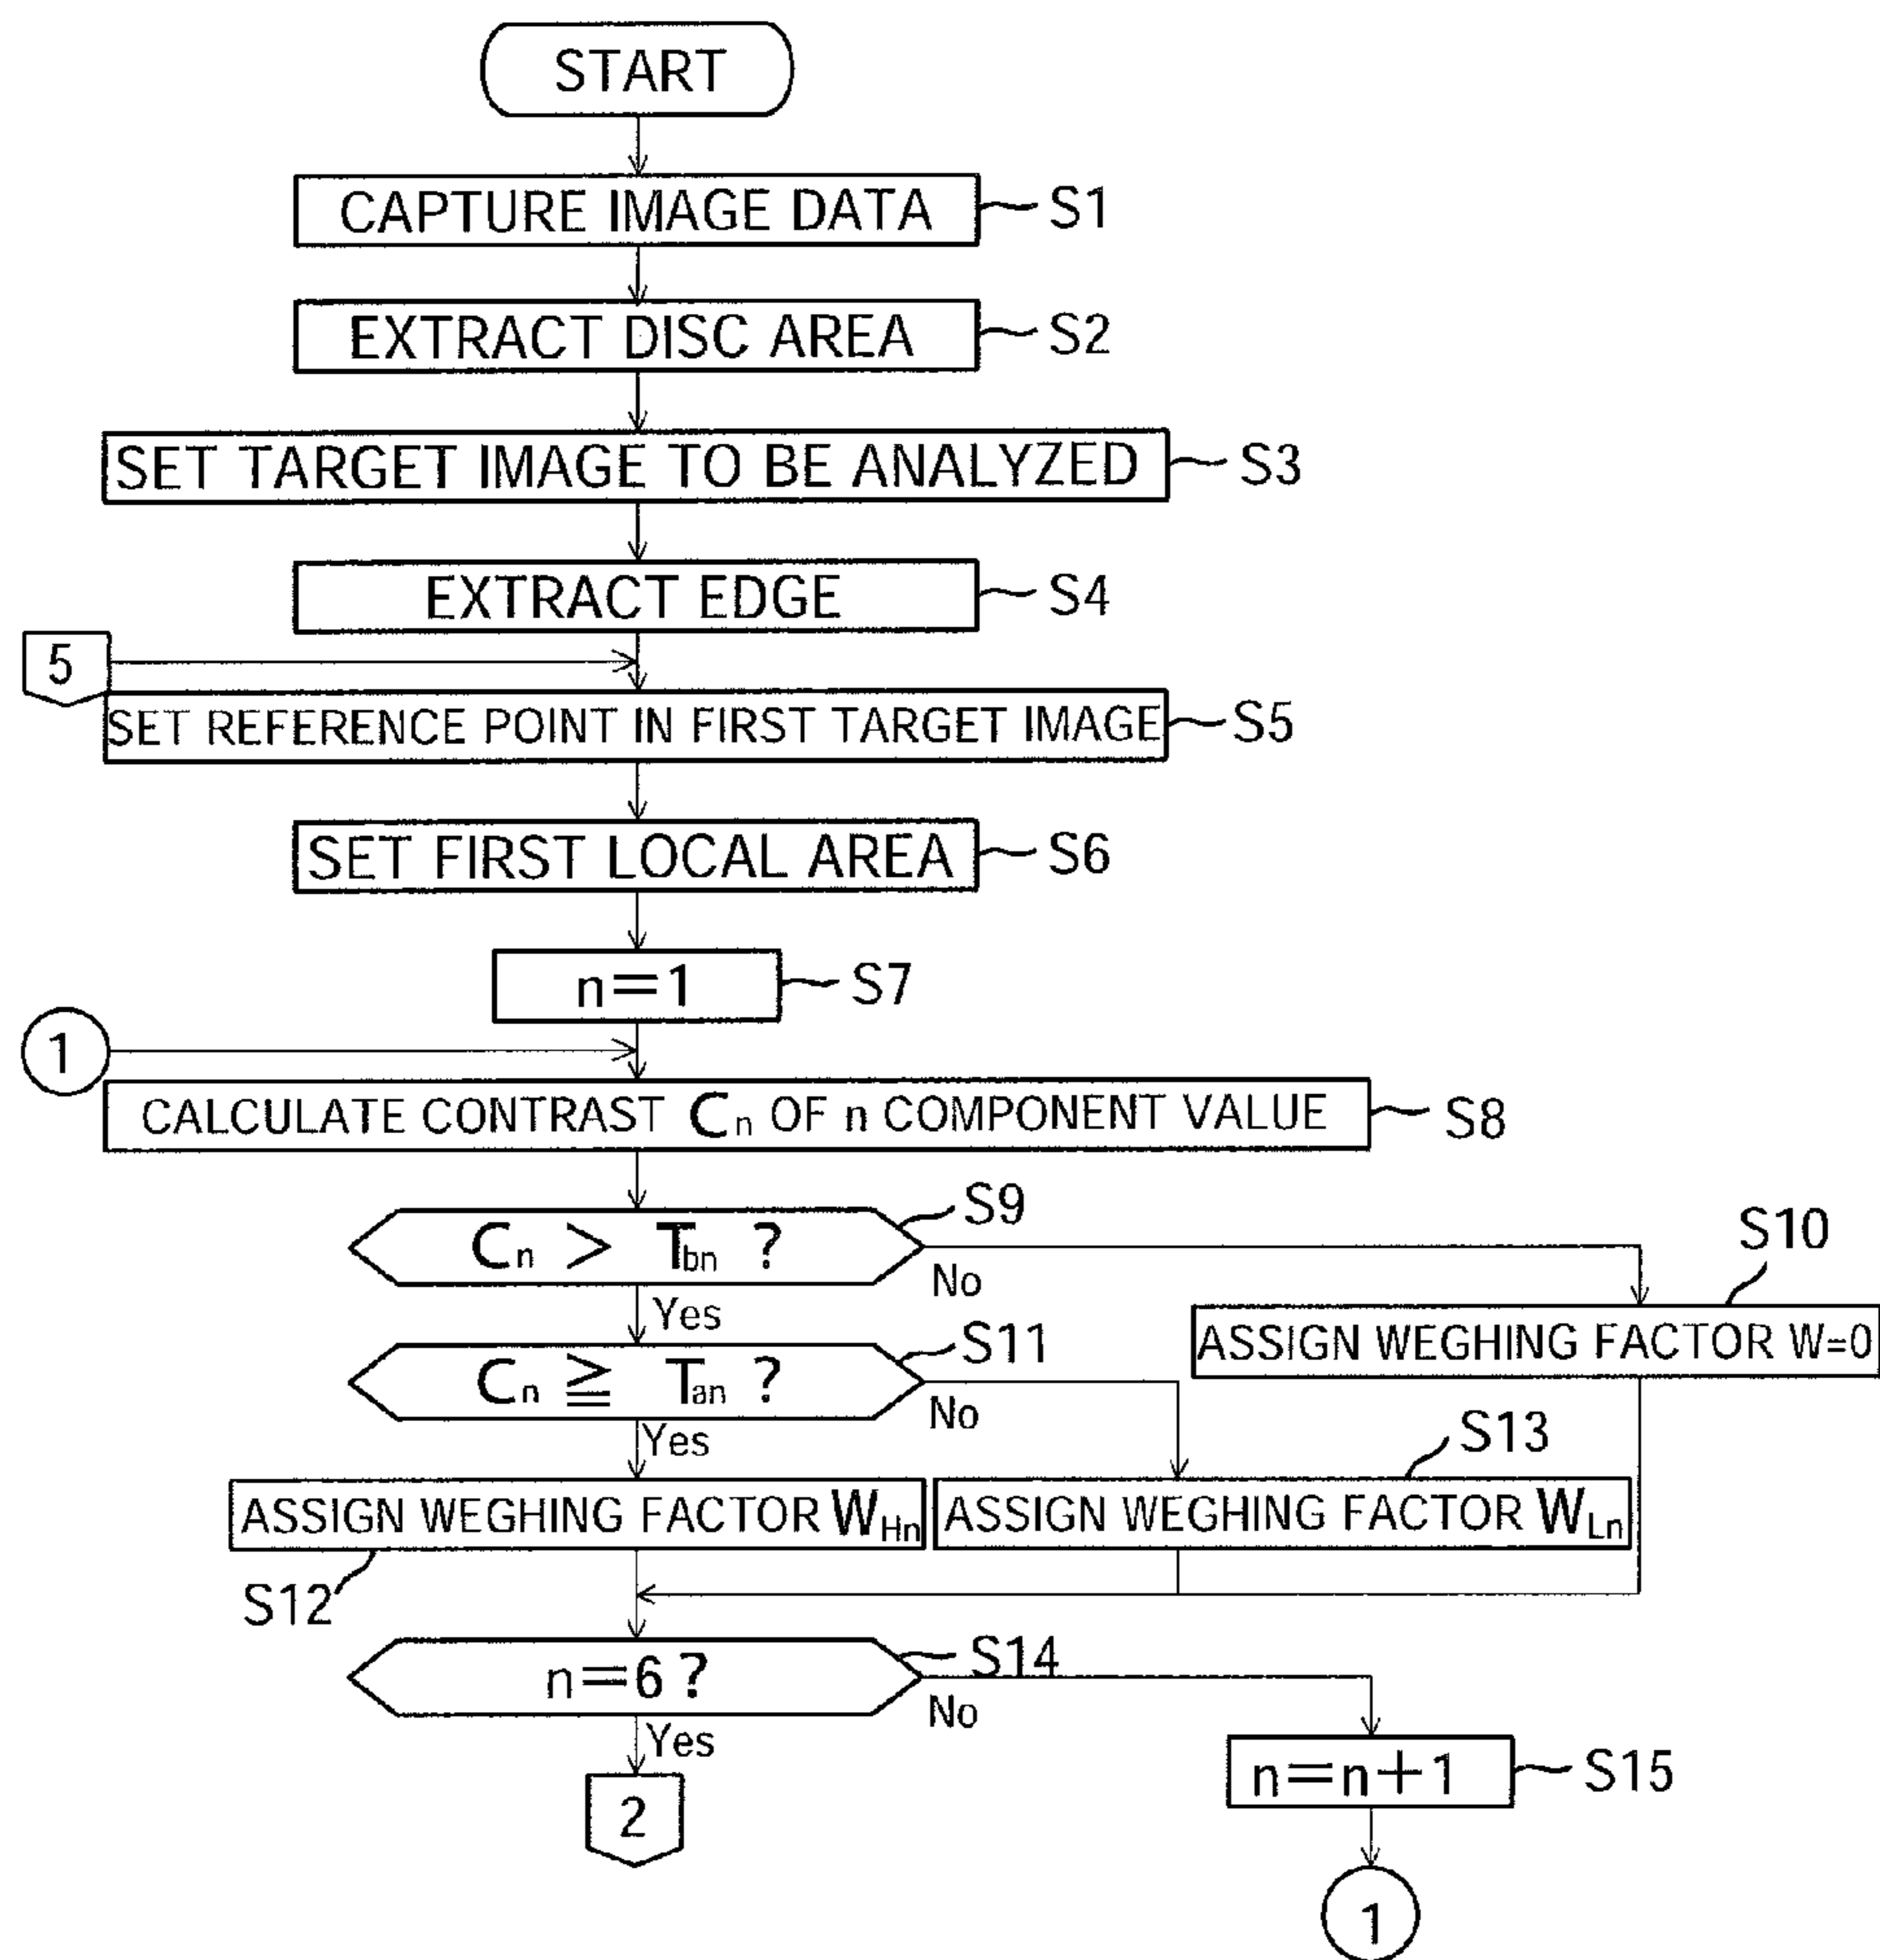 START
CAPTURE IMAGE DATA
S1
EXTRACT DISC AREA
S2
SET TARGET IMAGE TO BE ANALYZED
S3
EXTRACT EDGE
S4
5
SET REFERENCE POINT IN FIRST TARGET IMAGE
S5
SET FIRST LOCAL AREA
S6
n=1
S7
1
CALCULATE CONTRAST Cn OF n COMPONENT VALUE
S8
Cn > Tbn ?
S9
No
Yes
S10
ASSIGN WEGHING FACTOR W=0
Cn ≧ Tan ?
S11
No
Yes
S13
ASSIGN WEGHING FACTOR WHn
ASSIGN WEGHING FACTOR WLn
S12
n=6 ?
S14
No
Yes
n=n+1
S15
2
1